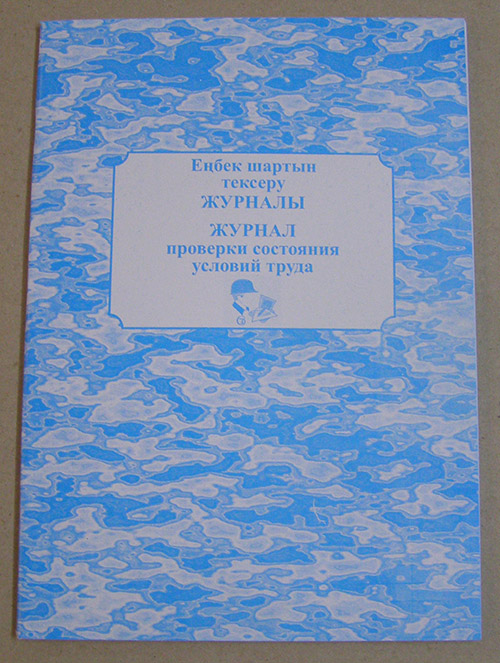 Еңбек шартын
тексеру
ЖУРНАЛЫ
ЖУРНАЛ
проверки состояния
условий труда